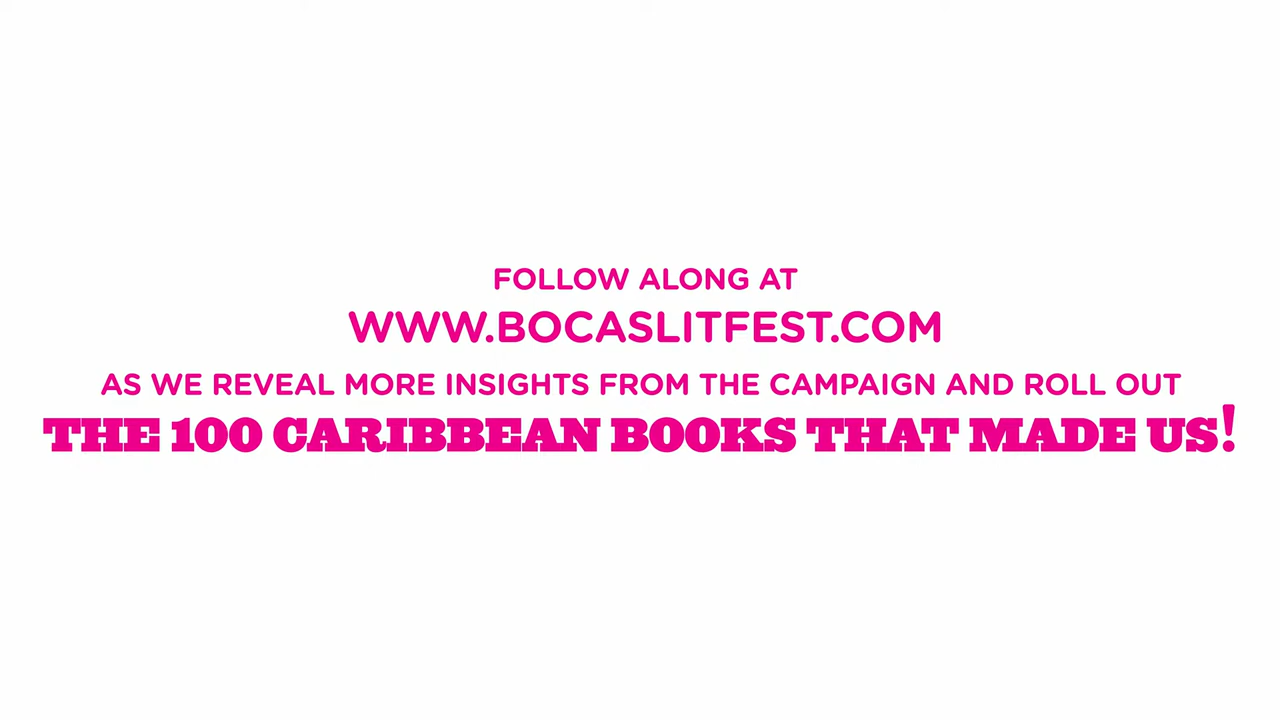 FOLLOW ALONG AT
WWW.BOCASLITFEST.COM
AS WE REVEAL MORE INSIGHTS FROM THE CAMPAIGN AND ROLL OUT
THE 100 CARIBBEAN BOOKS THAT MADE US!